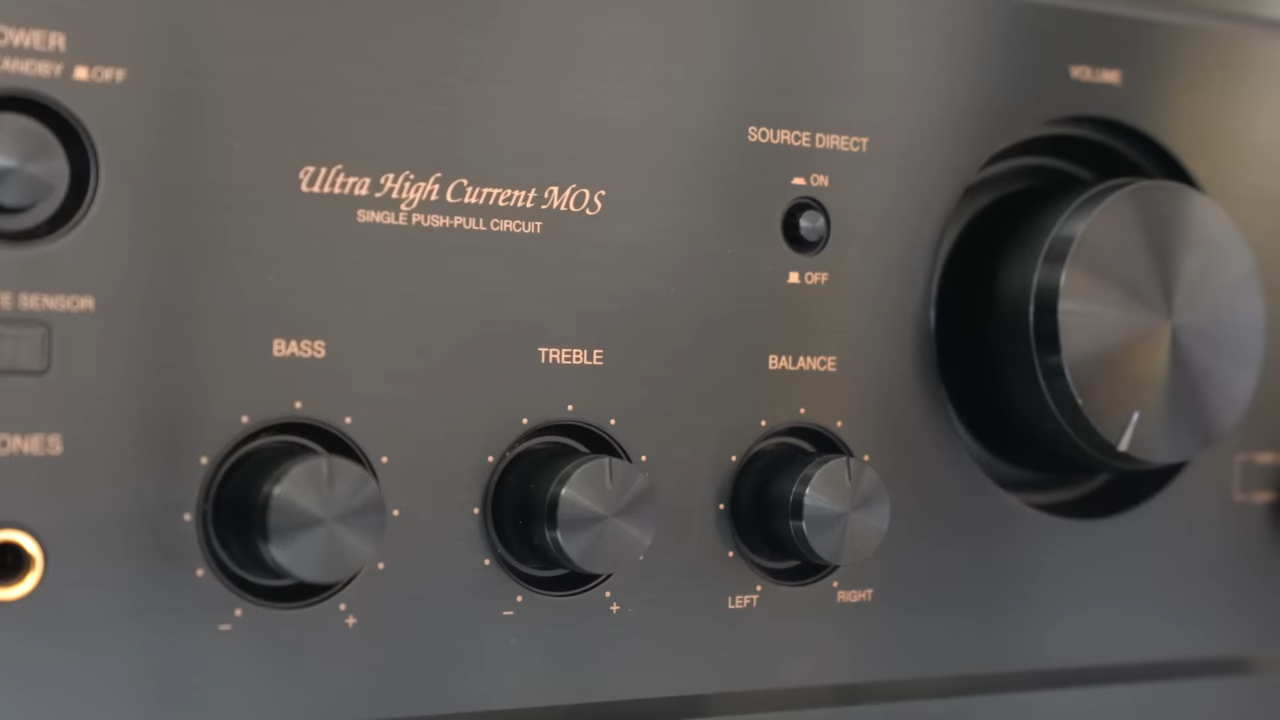 OWER
ANDBY OFF
VOLUME
SOURCE DIRECT
ON
Ultra High Current MOS
SINGLE PUSH-PULL CIRCUIT
OFF
E SENSOR
BASS
TREBLE
BALANCE
ONES
- +
- +
LEFT RIGHT